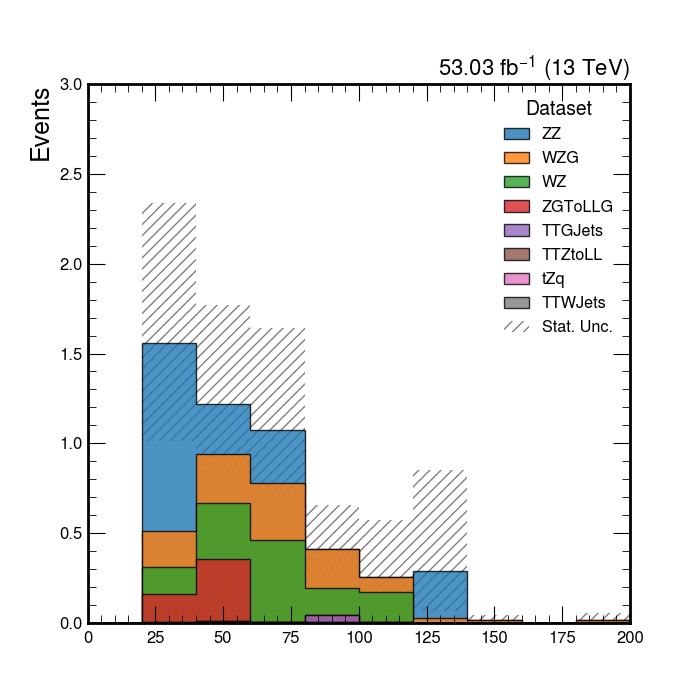 53.03 fb⁻¹ (13 TeV)
Events
3.0
2.5
2.0
1.5
1.0
0.5
0.0
Dataset
ZZ
WZG
WZ
ZGToLLG
TTGJets
TTZtoLL
tZq
TTWJets
Stat. Unc.
0 25 50 75 100 125 150 175 200